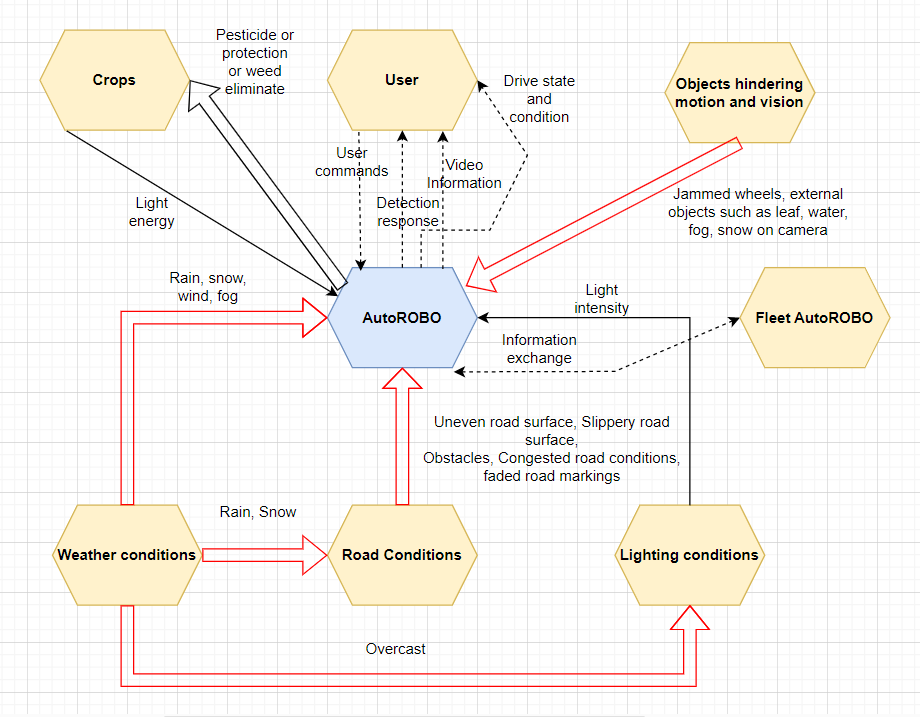 Pesticide or
protection
or weed
eliminate
Crops
User
Drive state
and
condition
Objects hindering
motion and vision
User
commands
Video
Information
Light
energy
Detection
response
Jammed wheels, external
objects such as leaf, water,
fog, snow on camera
Rain, snow,
wind, fog
Light
intensity
AutoROBO
Fleet AutoROBO
Information
exchange
Uneven road surface, Slippery road
surface,
Obstacles, Congested road conditions,
faded road markings
Rain, Snow
Weather conditions
Road Conditions
Lighting conditions
Overcast